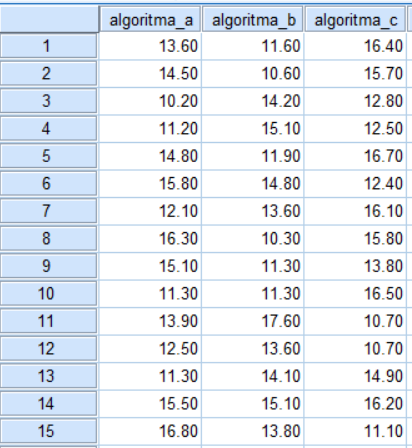 algoritma_a algoritma_b algoritma_c
1 13.60 11.60 16.40
2 14.50 10.60 15.70
3 10.20 14.20 12.80
4 11.20 15.10 12.50
5 14.80 11.90 16.70
6 15.80 14.80 12.40
7 12.10 13.60 16.10
8 16.30 10.30 15.80
9 15.10 11.30 13.80
10 11.30 11.30 16.50
11 13.90 17.60 10.70
12 12.50 13.60 10.70
13 11.30 14.10 14.90
14 15.50 15.10 16.20
15 16.80 13.80 11.10